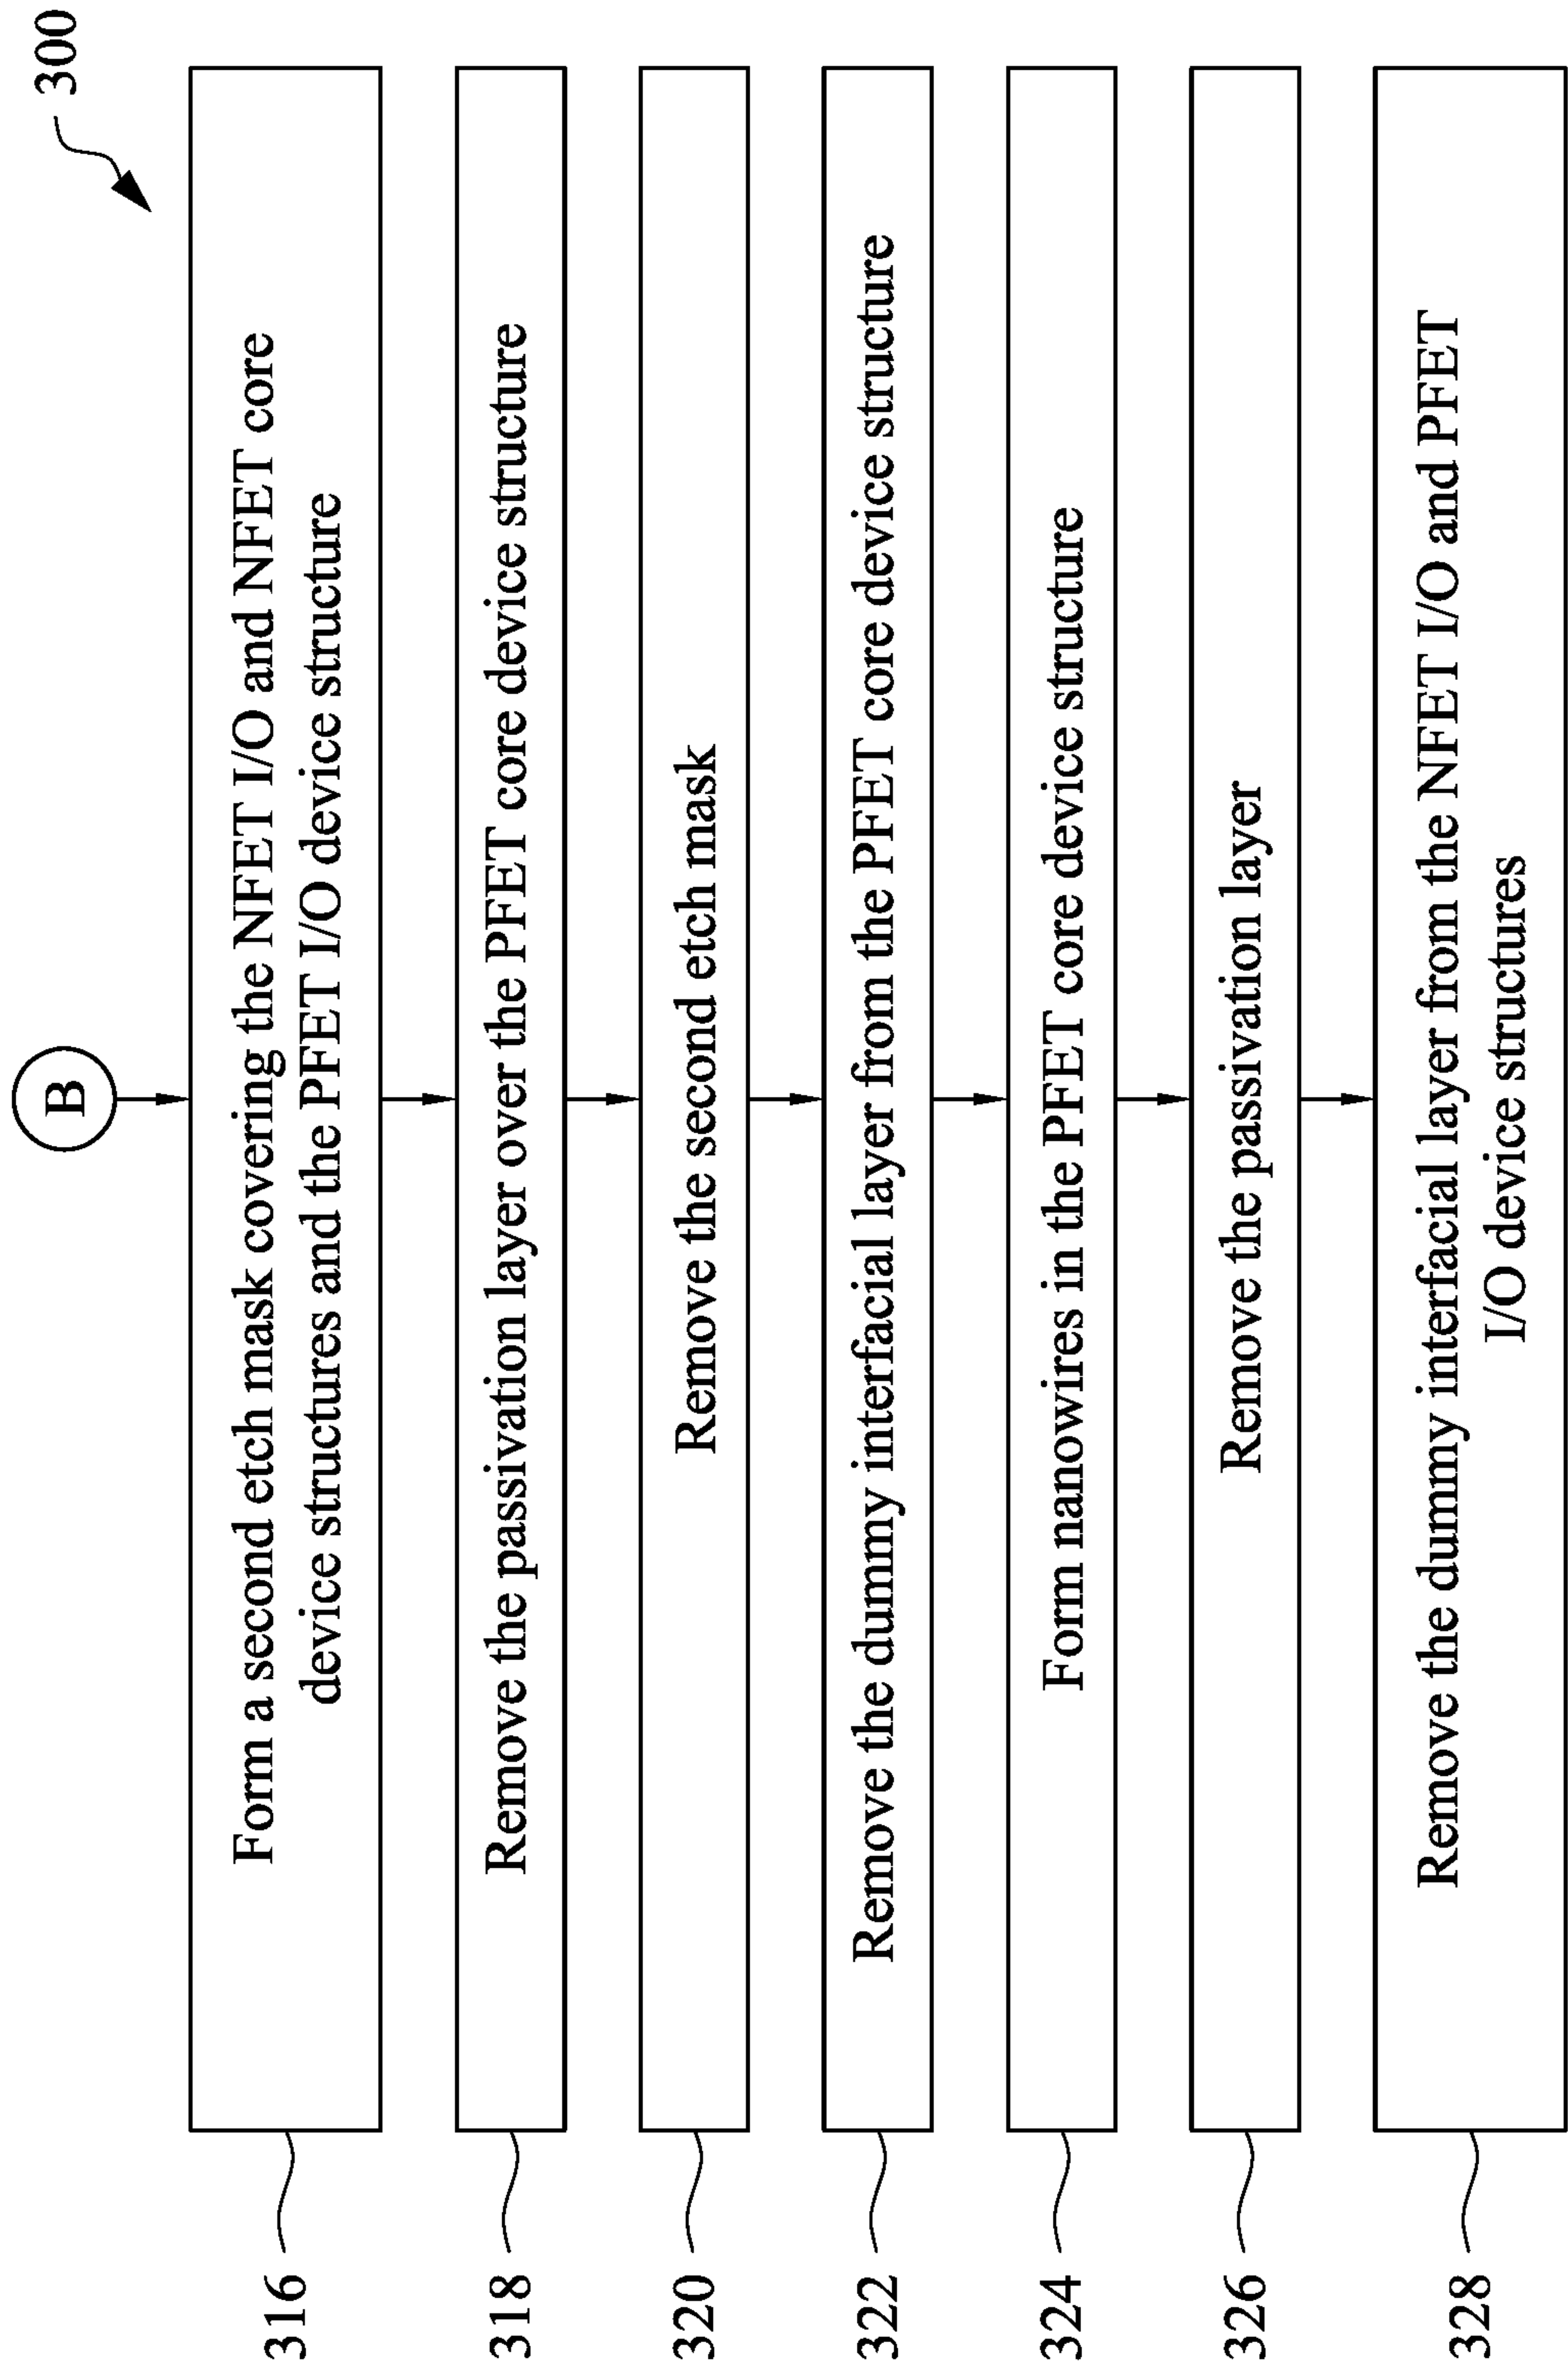 300
B
316
Form a second etch mask covering the NFET I/O and NFET core
device structures and the PFET I/O device structure
318
Remove the passivation layer over the PFET core device structure
320
Remove the second etch mask
322
Remove the dummy interfacial layer from the PFET core device structure
324
Form nanowires in the PFET core device structure
326
Remove the passivation layer
328
Remove the dummy interfacial layer from the NFET I/O and PFET
I/O device structures